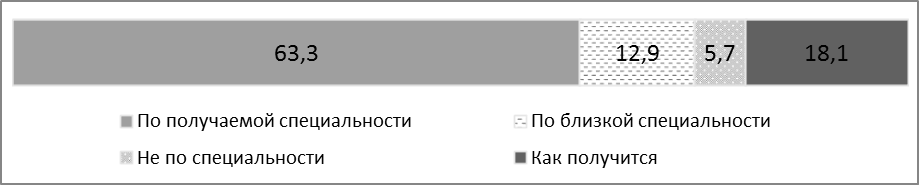 63,3 12,9 5,7 18,1
По получаемой специальности По близкой специальности
Не по специальности Как получится